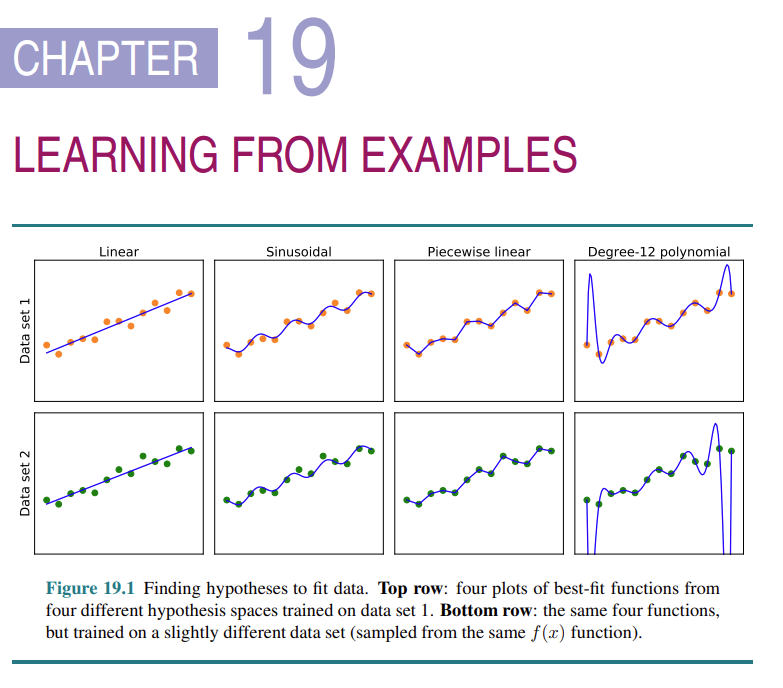 CHAPTER 19
LEARNING FROM EXAMPLES
Linear Sinusoidal Piecewise linear Degree-12 polynomial
Data set 1
Data set 2
Figure 19.1 Finding hypotheses to fit data. Top row: four plots of best-fit functions from
four different hypothesis spaces trained on data set 1. Bottom row: the same four functions,
but trained on a slightly different data set (sampled from the same f(x) function).